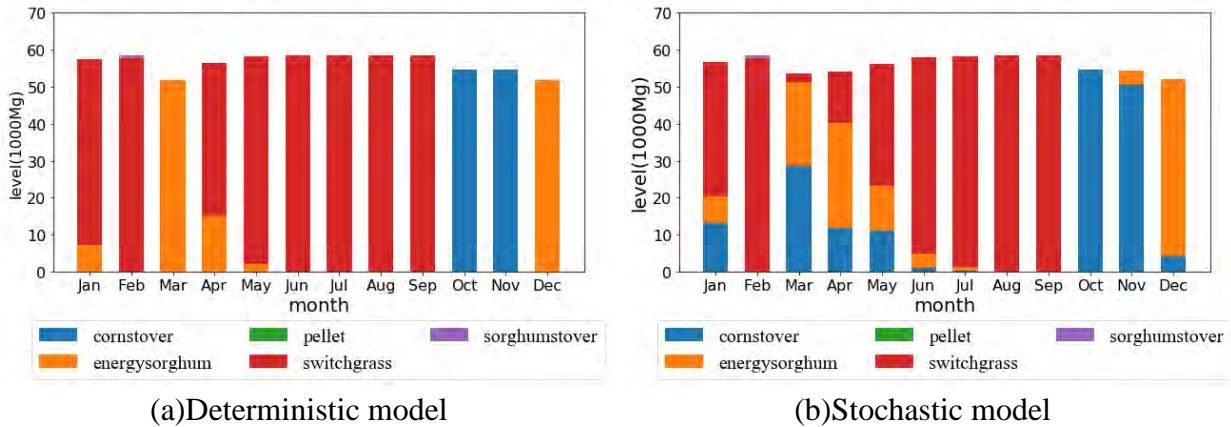 70
60
50
40
30
20
10
0
level(1000Mg)
Jan Feb Mar Apr May Jun Jul Aug Sep Oct Nov Dec
month
cornstover pellet sorghumstover
energysorghum switchgrass
(a)Deterministic model
70
60
50
40
30
20
10
0
level(1000Mg)
Jan Feb Mar Apr May Jun Jul Aug Sep Oct Nov Dec
month
cornstover pellet sorghumstover
energysorghum switchgrass
(b)Stochastic model